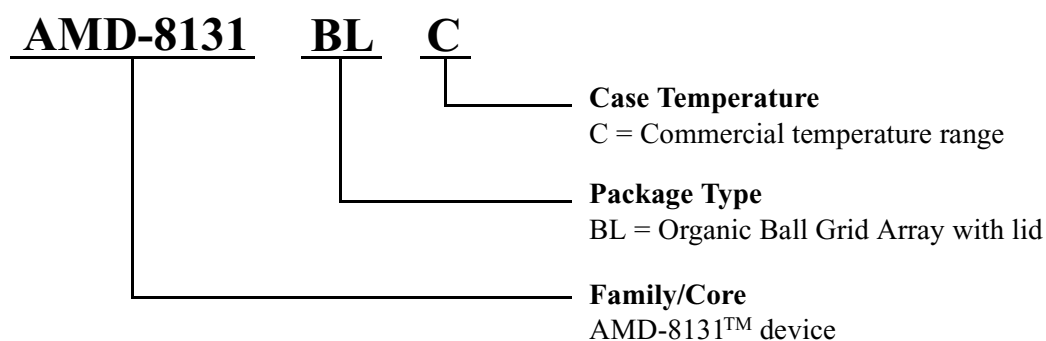 AMD-8131 BL C
Case Temperature
C = Commercial temperature range
Package Type
BL = Organic Ball Grid Array with lid
Family/Core
AMD-8131™ device